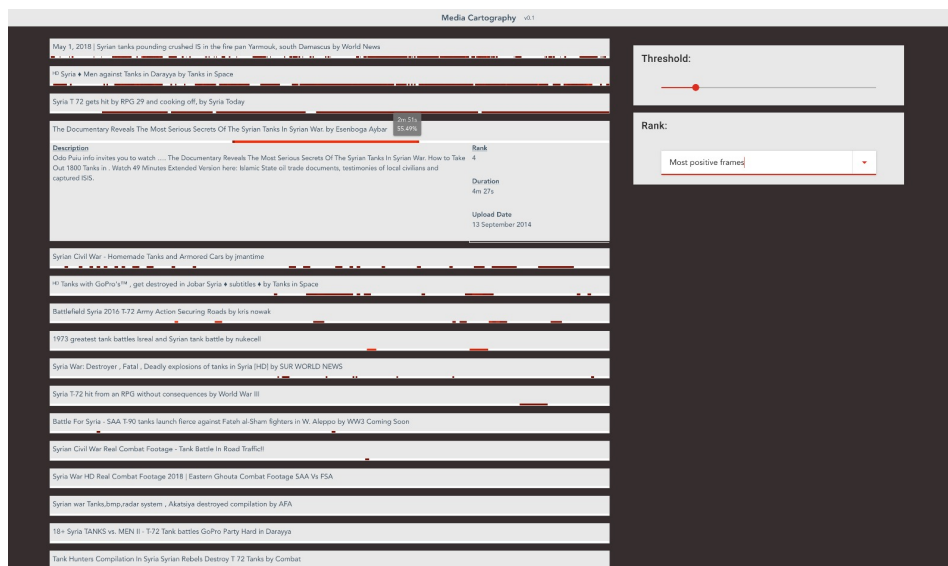 Media Cartography v0.1
May 1, 2018 | Syrian tanks pounding crushed IS in the fire pan Yarmouk, south Damascus by World News
HD Syria ♦ Men against Tanks in Darayya by Tanks in Space
Syria T 72 gets hit by RPG 29 and cooking off, by Syria Today
2m 51s
55.49%
The Documentary Reveals The Most Serious Secrets Of The Syrian Tanks In Syrian War. by Esenboga Aybar
Description
Odo Puiu info invites you to watch .... The Documentary Reveals The Most Serious Secrets Of The Syrian Tanks In Syrian War. How to Take
Out 1800 Tanks in . Watch 49 Minutes Extended Version here: Islamic State oil trade documents, testimonies of local civilians and
captured ISIS.
Rank
4
Duration
4m 27s
Upload Date
13 September 2014
Syrian Civil War - Homemade Tanks and Armored Cars by jmantime
HD Tanks with GoPro's™ , get destroyed in Jobar Syria ♦ subtitles ♦ by Tanks in Space
Battlefield Syria 2016 T-72 Army Action Securing Roads by kris nowak
1973 greatest tank battles Isreal and Syrian tank battle by nukecell
Syria War: Destroyer , Fatal , Deadly explosions of tanks in Syria [HD] by SUR WORLD NEWS
Syria T-72 hit from an RPG without consequences by World War III
Battle For Syria - SAA T-90 tanks launch fierce against Fateh al-Sham fighters in W. Aleppo by WW3 Coming Soon
Syrian Civil War Real Combat Footage - Tank Battle In Road Traffic!!
Syria War HD Real Combat Footage 2018 | Eastern Ghouta Combat Footage SAA Vs FSA
Syrian war Tanks,bmp,radar system , Akatsiya destroyed compilation by AFA
18+ Syria TANKS vs. MEN II - T-72 Tank battles GoPro Party Hard in Darayya
Tank Hunters Compilation In Syria Syrian Rebels Destroy T 72 Tanks by Combat
Threshold:
Rank:
Most positive frames